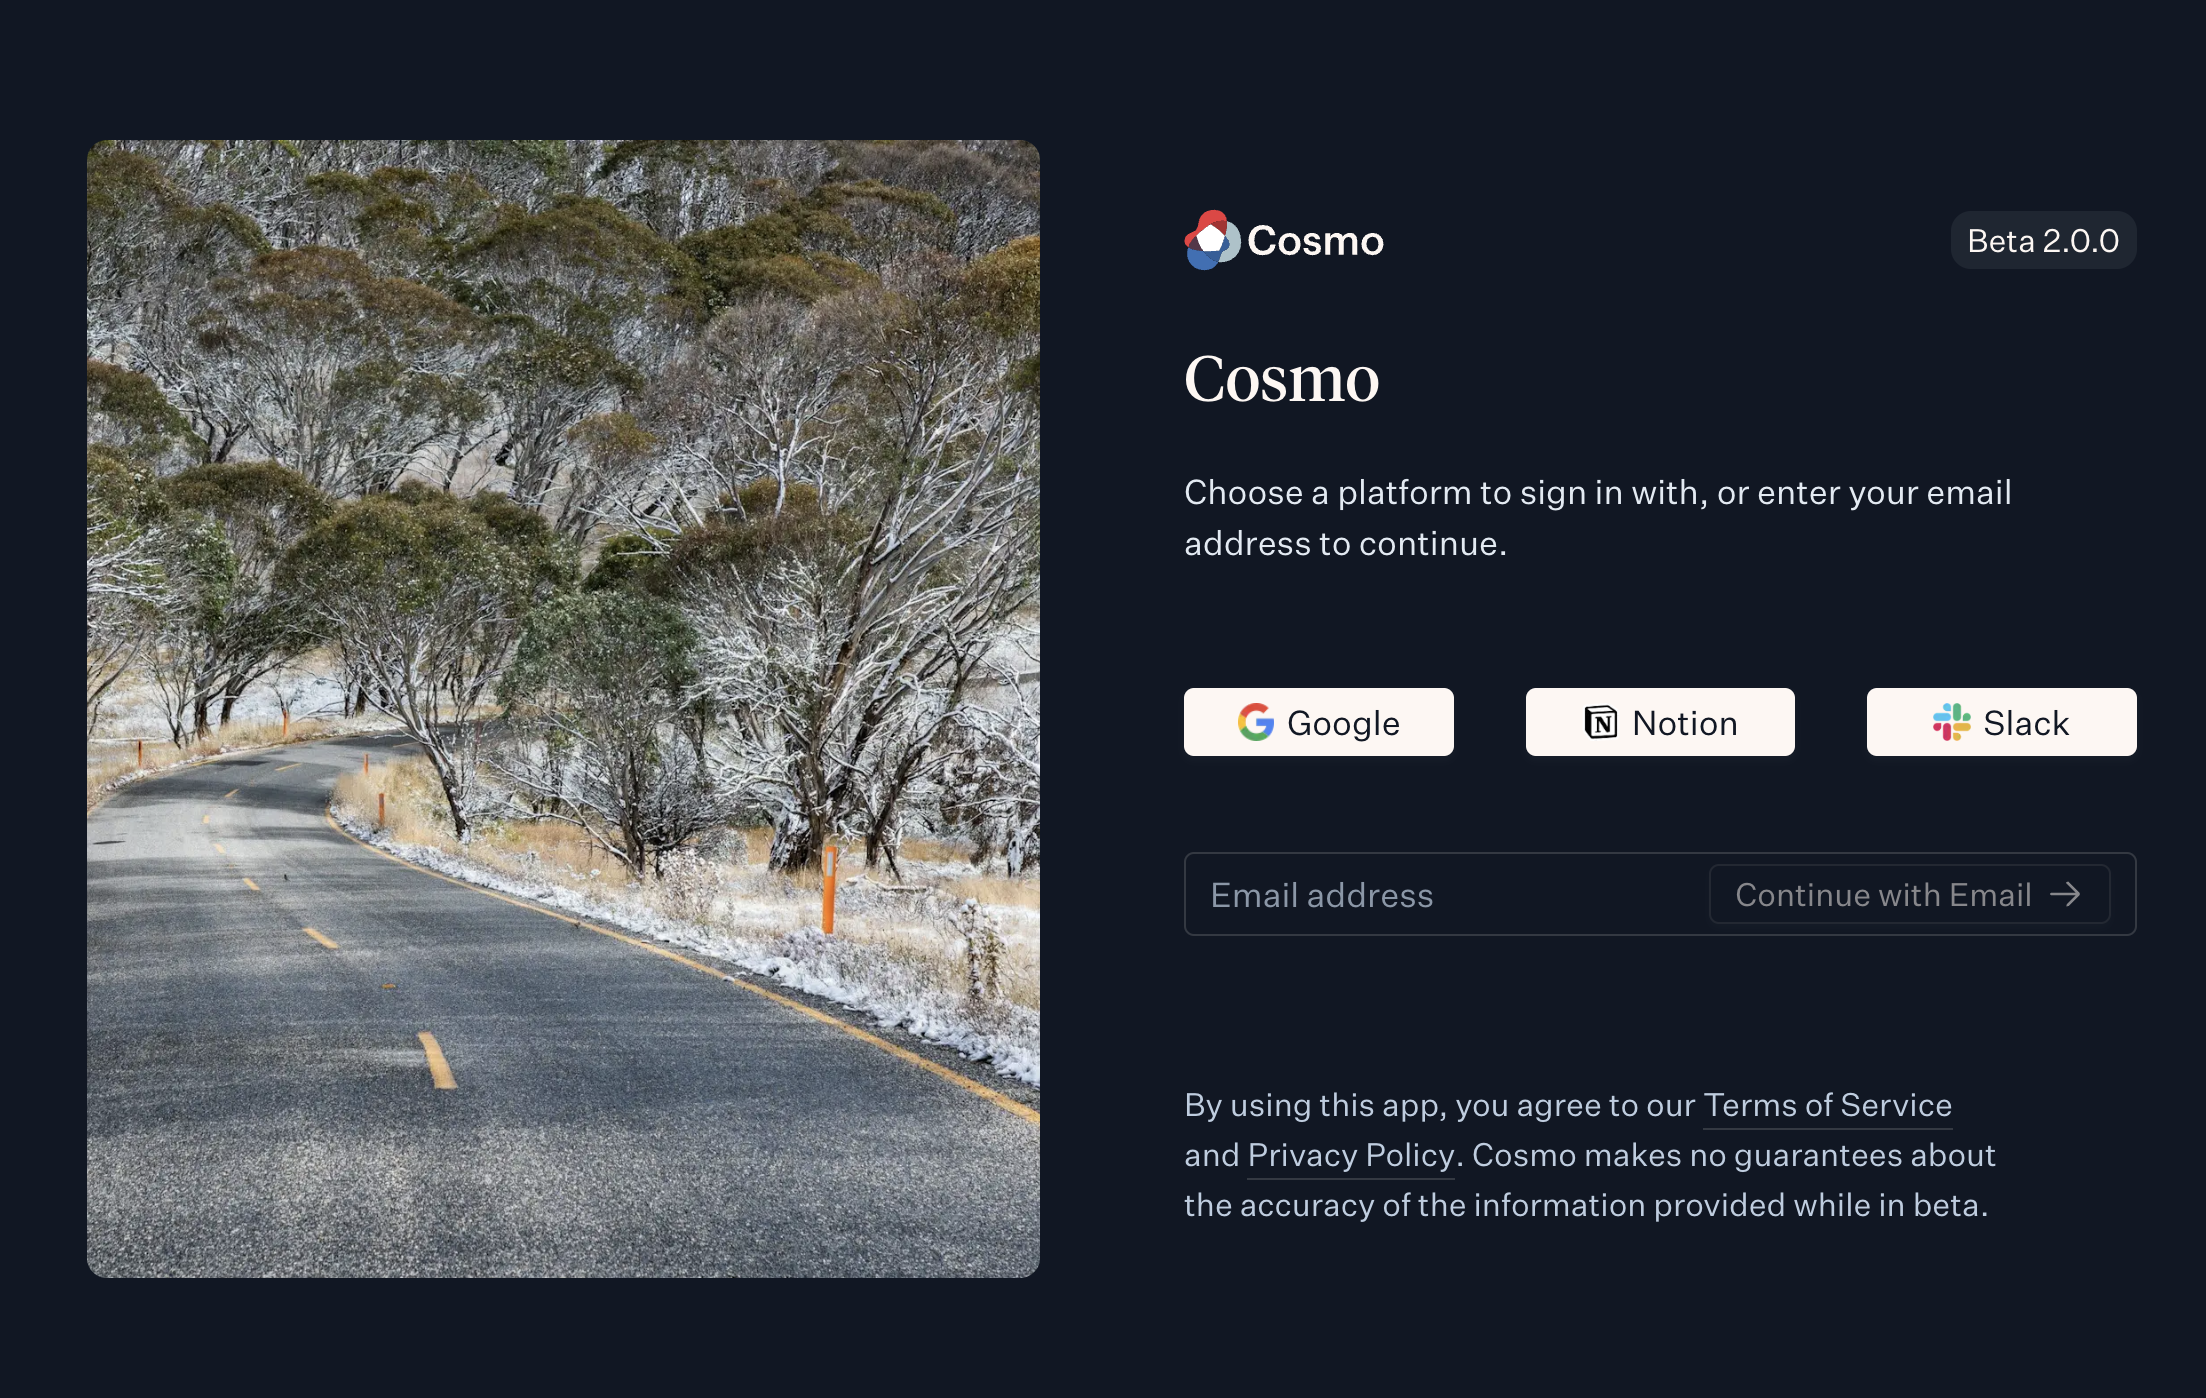 Cosmo
Beta 2.0.0
Cosmo
Choose a platform to sign in with, or enter your email
address to continue.
Google
Notion
Slack
Email address
Continue with Email →
By using this app, you agree to our Terms of Service
and Privacy Policy. Cosmo makes no guarantees about
the accuracy of the information provided while in beta.